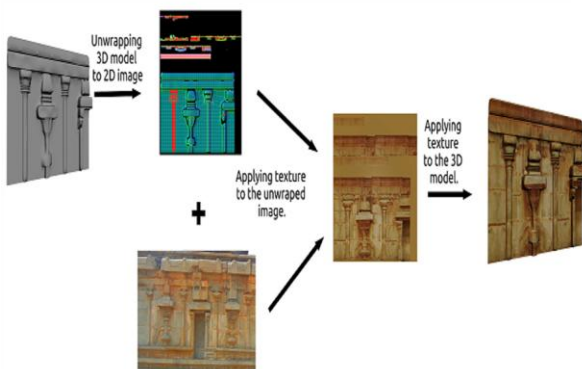 Unwrapping
3D model
to 2D image
Applying texture
to the unwraped
image.
+
Applying
texture
to the 3D
model.